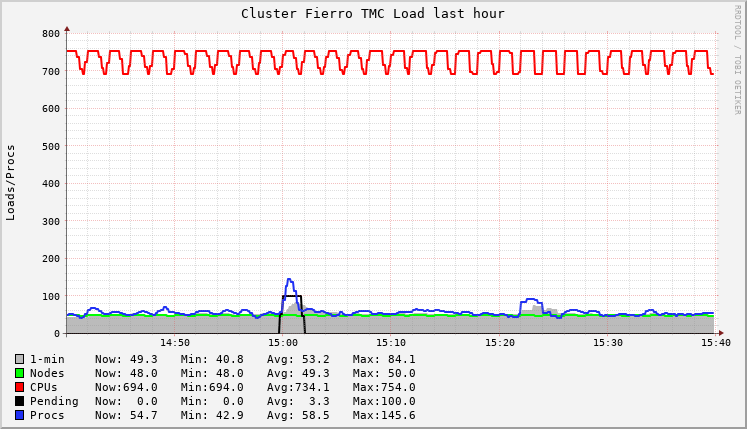 Cluster Fierro TMC Load last hour
RRDTOOL / TOBI OETIKER
Loads/Procs
800
700
600
500
400
300
200
100
0
14:50 15:00 15:10 15:20 15:30 15:40
1-min Now: 49.3 Min: 40.8 Avg: 53.2 Max: 84.1
Nodes Now: 48.0 Min: 48.0 Avg: 49.3 Max: 50.0
CPUs Now:694.0 Min:694.0 Avg:734.1 Max:754.0
Pending Now: 0.0 Min: 0.0 Avg: 3.3 Max:100.0
Procs Now: 54.7 Min: 42.9 Avg: 58.5 Max:145.6